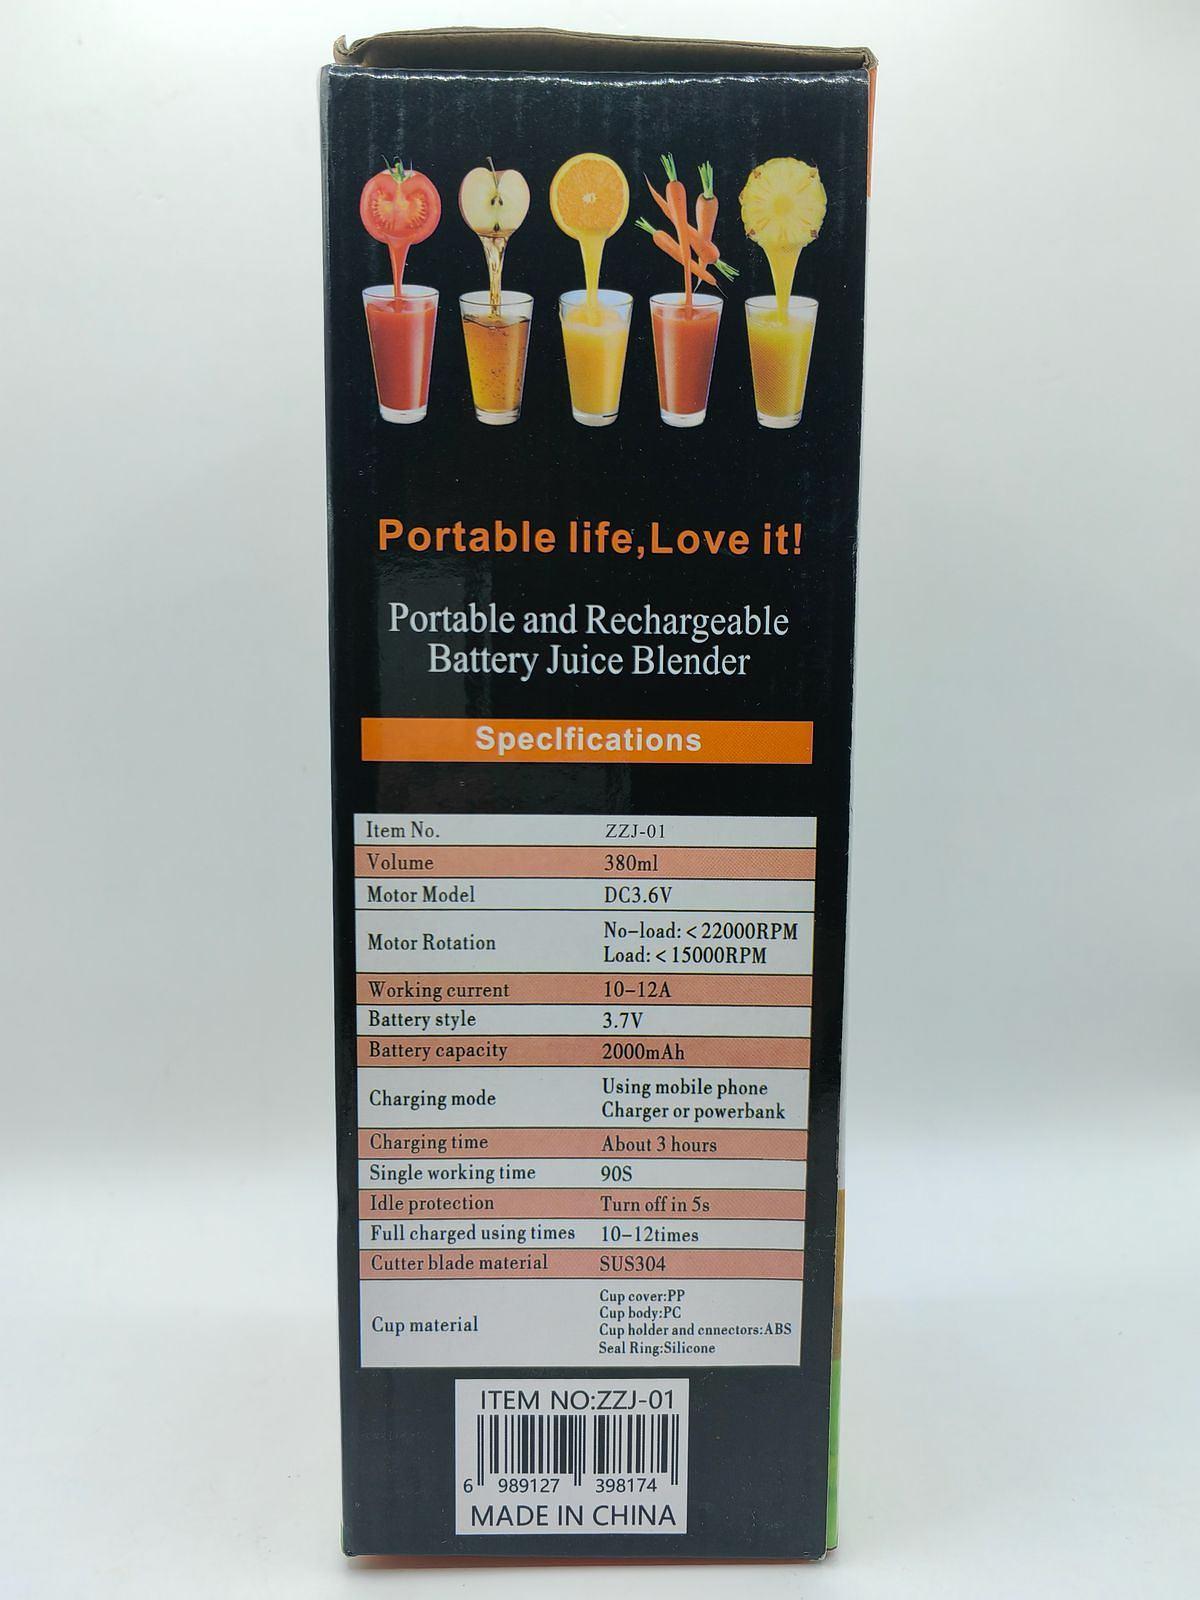 Portable life,Love it!
Portable and Rechargeable
Battery Juice Blender
SpecIfications
Item No. ZZJ-01
Volume 380ml
Motor Model DC3.6V
Motor Rotation No-load: <22000RPM
Load: <15000RPM
Working current 10-12A
Battery style 3.7V
Battery capacity 2000mAh
Charging mode Using mobile phone
Charger or powerbank
Charging time About 3 hours
Single working time 90S
Idle protection Turn off in 5s
Full charged using times 10-12times
Cutter blade material SUS304
Cup material Cup cover:PP
Cup body:PC
Cup holder and cnnectors:ABS
Seal Ring:Silicone
ITEM NO:ZZJ-01
6 989127 398174
MADE IN CHINA